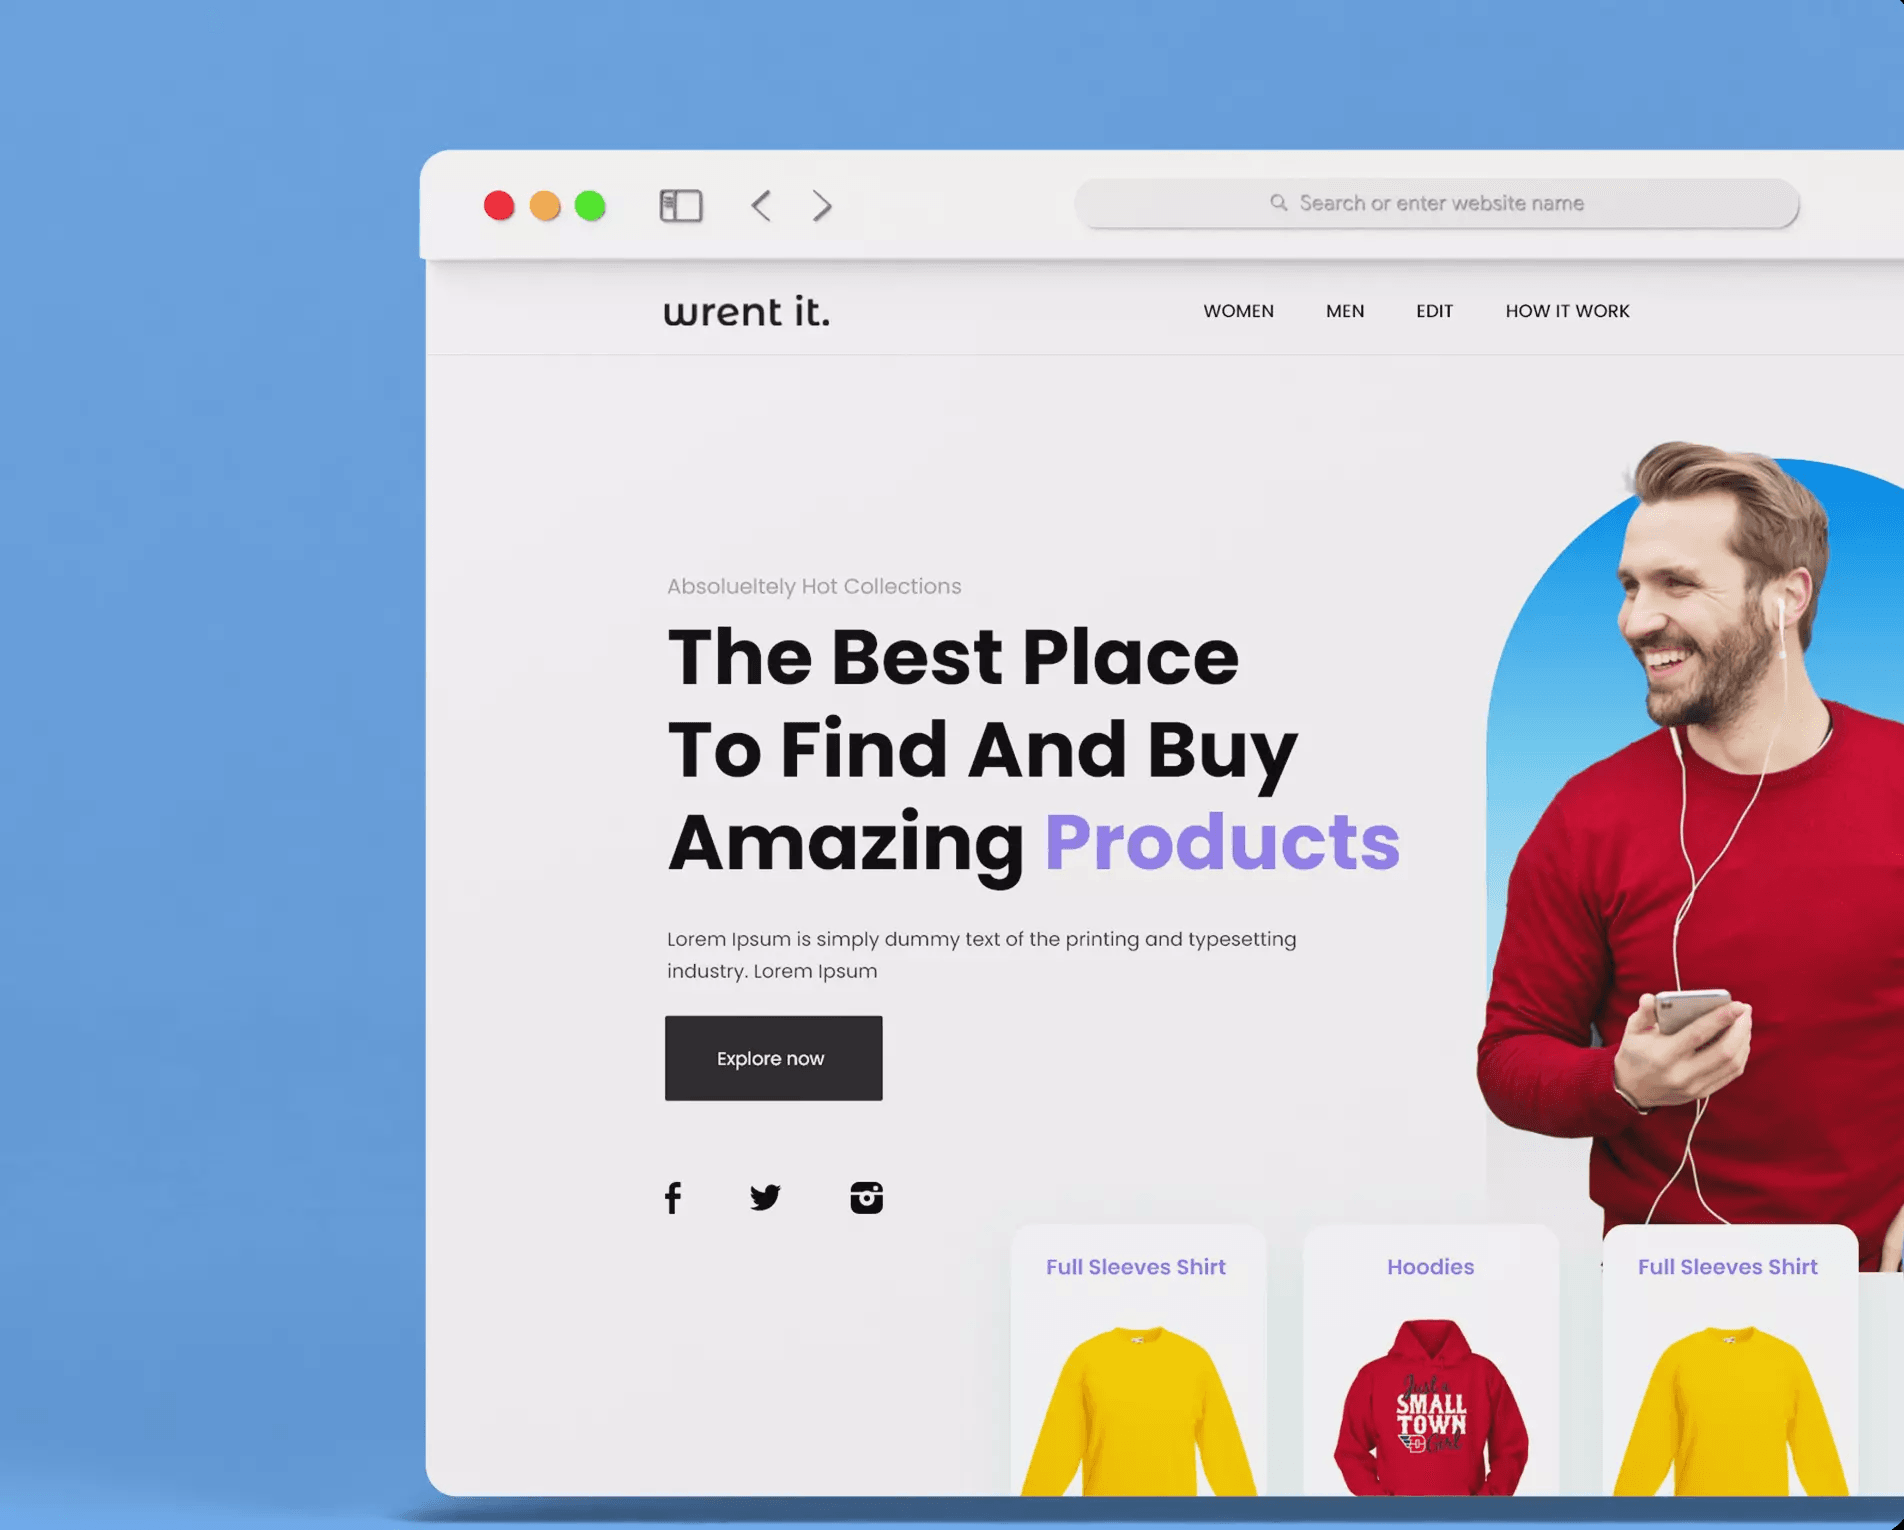 Search or enter website name
wrent it.
WOMEN MEN EDIT HOW IT WORK
Absolueltely Hot Collections
The Best Place
To Find And Buy
Amazing Products
Lorem Ipsum is simply dummy text of the printing and typesetting
industry. Lorem Ipsum
Explore now
Full Sleeves Shirt
Hoodies
Full Sleeves Shirt
Just a
SMALL
TOWN
Girl